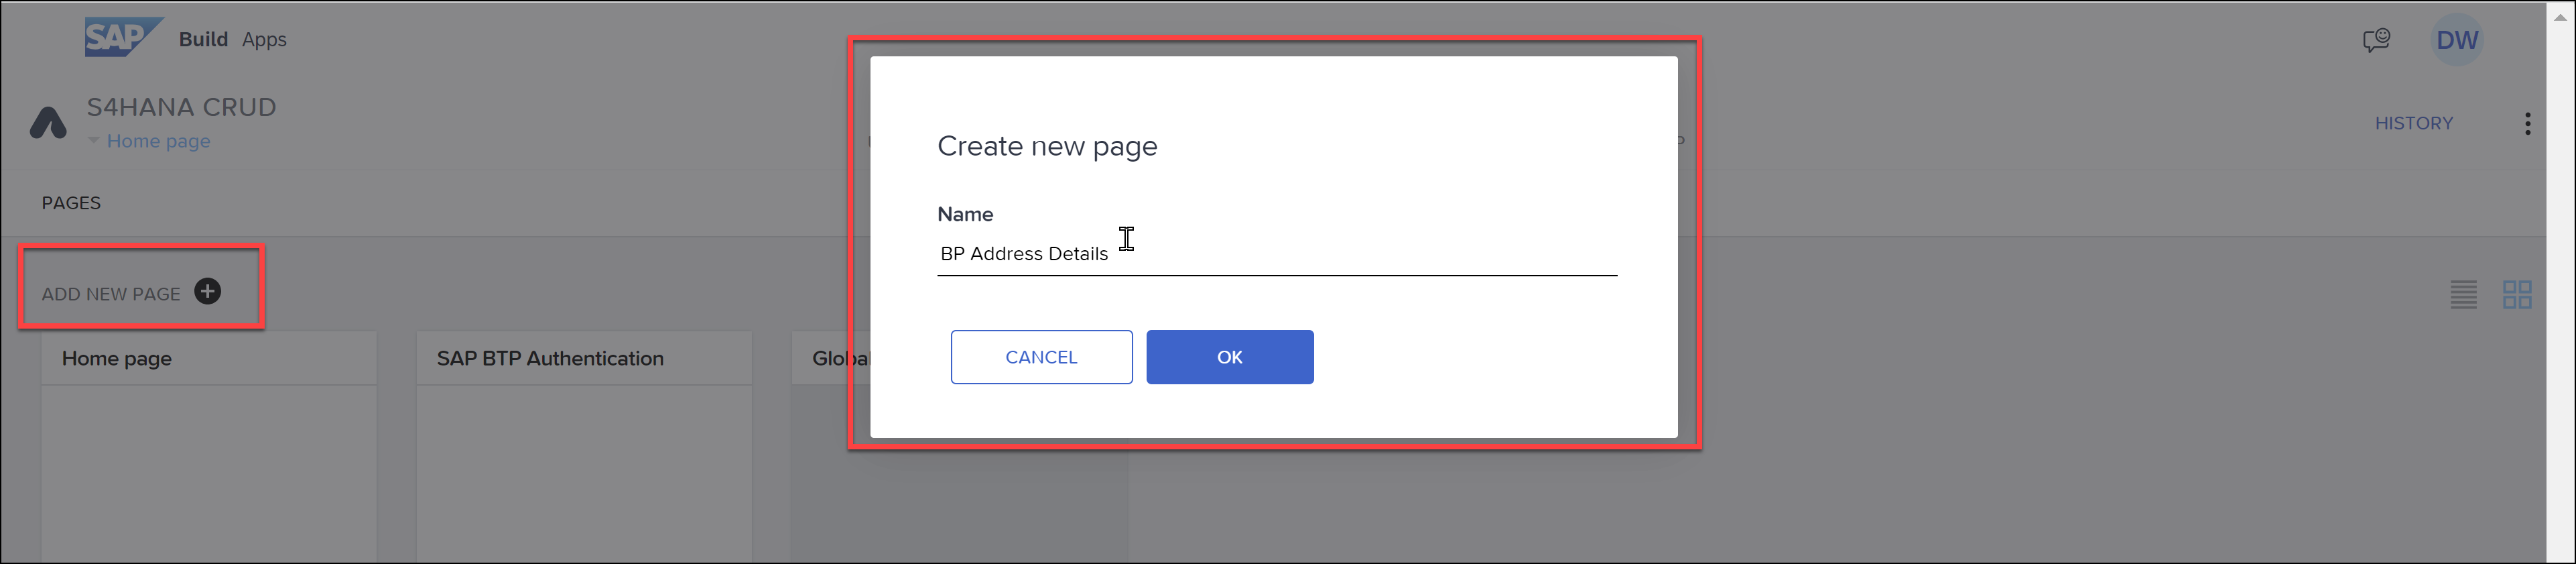 SAP Build Apps
DW
S4HANA CRUD
Home page
HISTORY
PAGES
ADD NEW PAGE
Create new page
Name
BP Address Details
CANCEL
OK
Home page
SAP BTP Authentication
Global